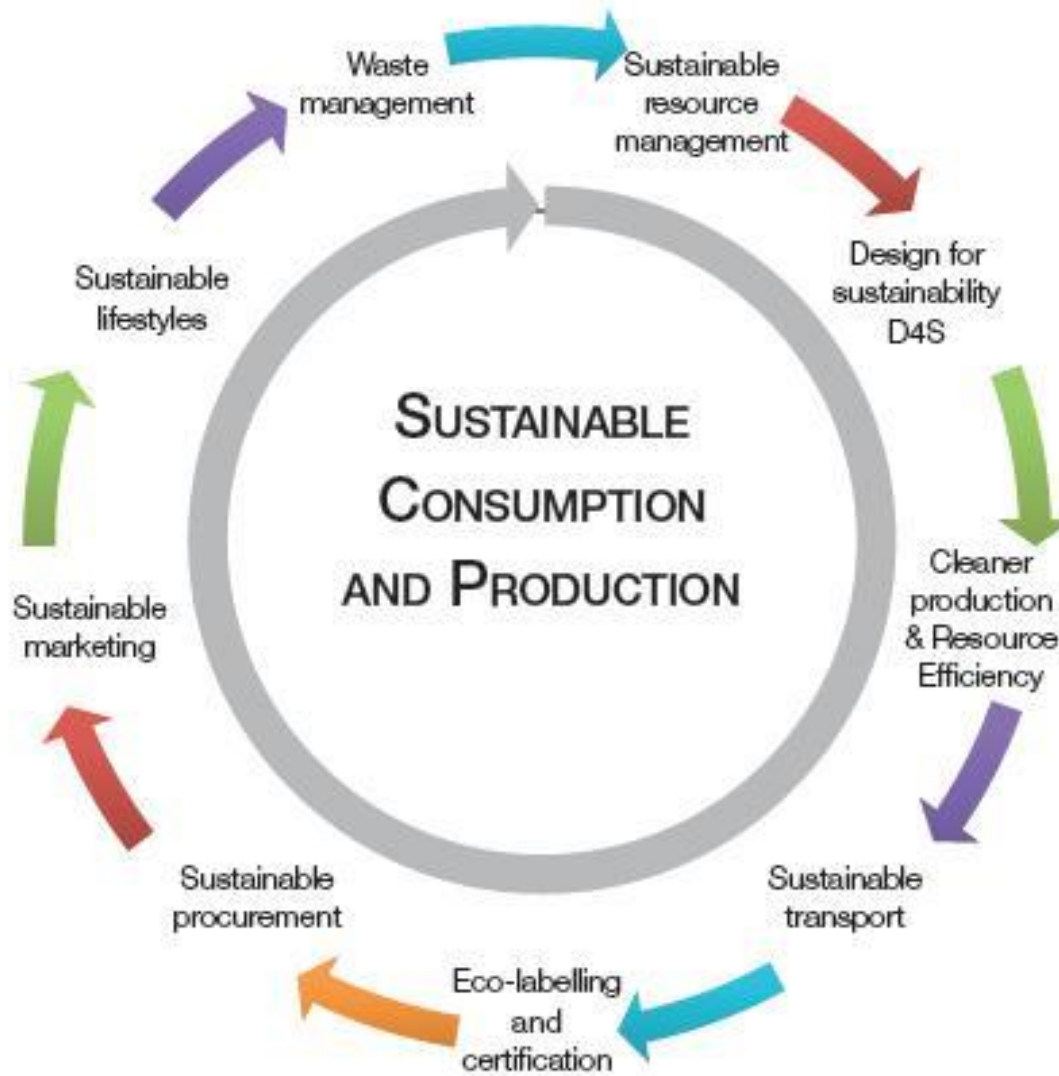 Waste
management
Sustainable
resource
management
Design for
sustainability
D4S
Cleaner
production
& Resource
Efficiency
Sustainable
transport
Eco-labelling
and
certification
Sustainable
procurement
Sustainable
marketing
Sustainable
lifestyles
SUSTAINABLE
CONSUMPTION
AND PRODUCTION